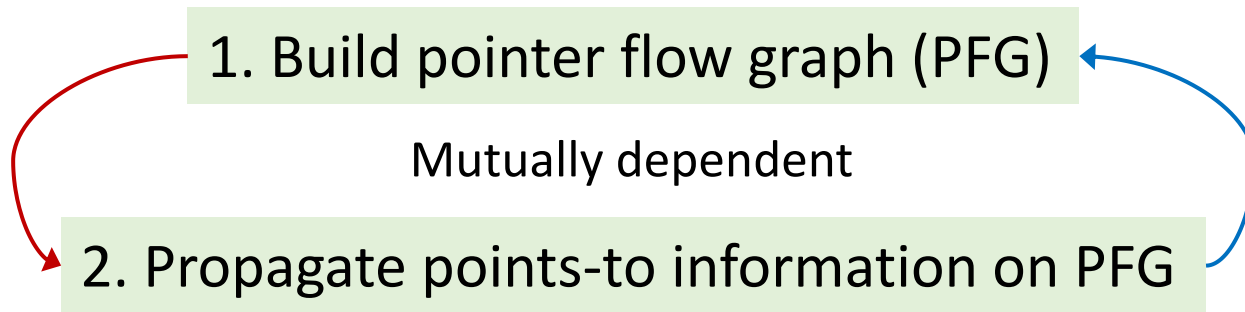 1. Build pointer flow graph (PFG)
Mutually dependent
2. Propagate points-to information on PFG